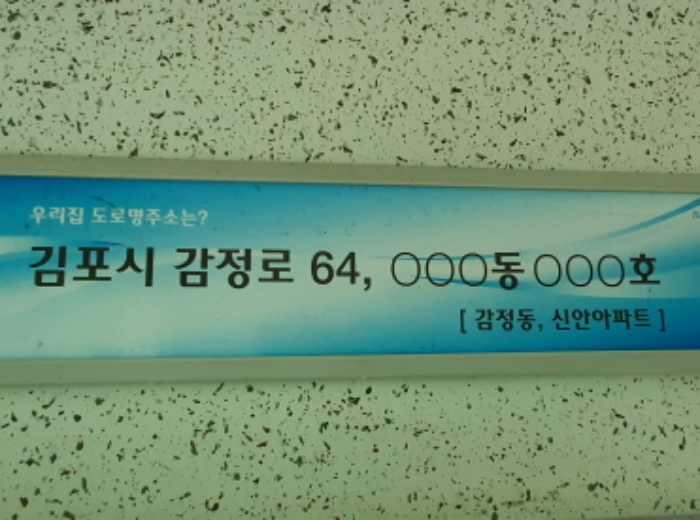 우리집 도로명주소는?
김포시 감정로 64, ○○○동○○○호
[ 감정동, 신안아파트 ]